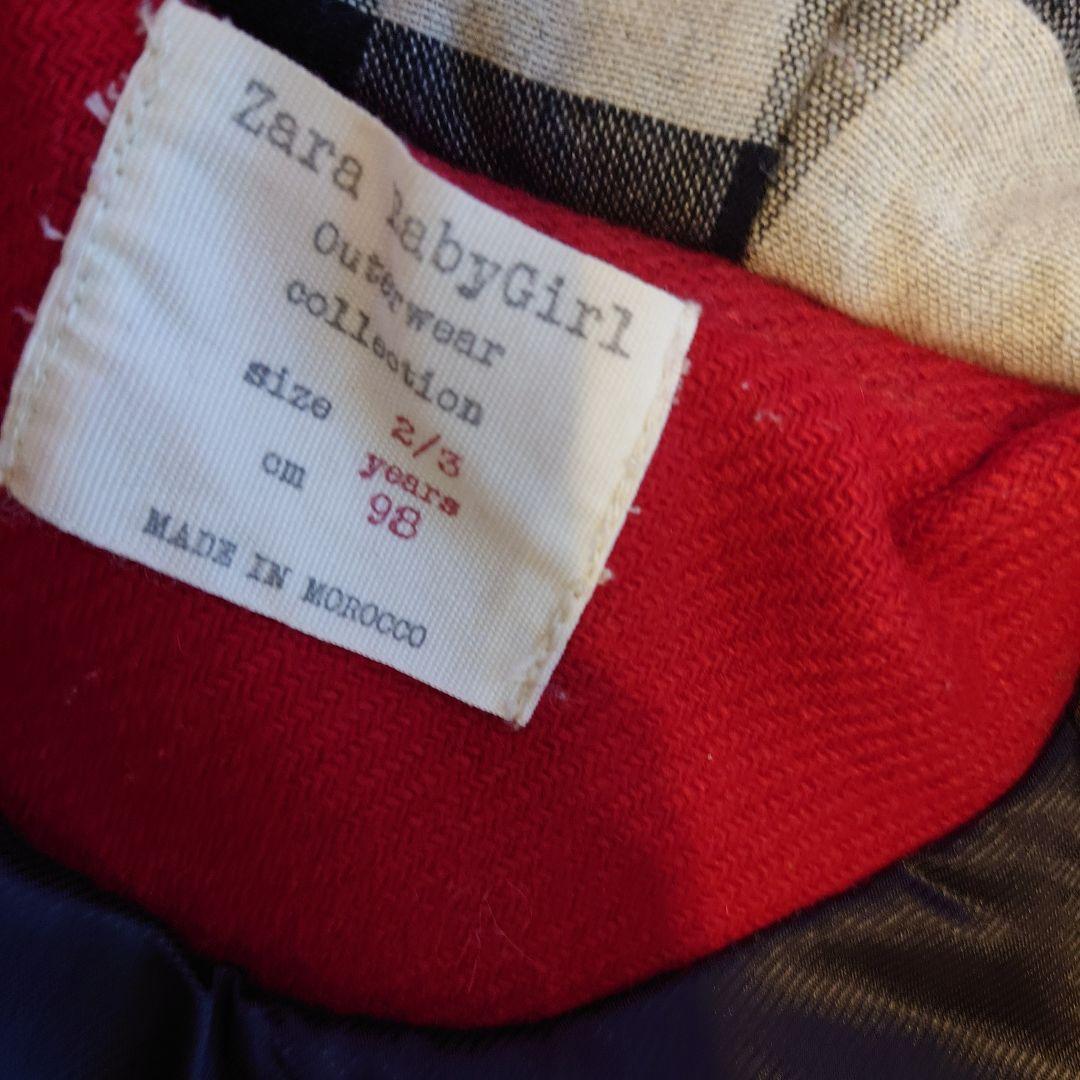 Zara BabyGirl
Outerwear
collection
size 2/3
years
cm 98
MADE IN MOROCCO